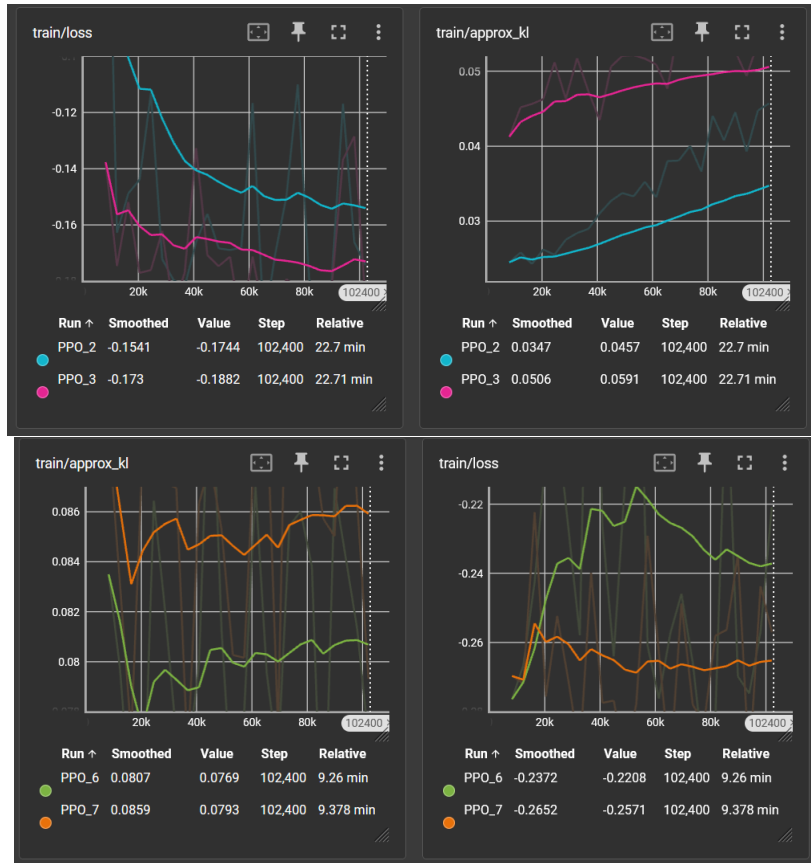 train/loss
-0.12
-0.14
-0.16
20k 40k 60k 80k 102400
Run ↑ Smoothed Value Step Relative
PPO_2 -0.1541 -0.1744 102,400 22.7 min
PPO_3 -0.173 -0.1882 102,400 22.71 min
train/approx_kl
0.05
0.04
0.03
20k 40k 60k 80k 102400
Run ↑ Smoothed Value Step Relative
PPO_2 0.0347 0.0457 102,400 22.7 min
PPO_3 0.0506 0.0591 102,400 22.71 min
train/approx_kl
0.086
0.084
0.082
0.08
20k 40k 60k 80k 102400
Run ↑ Smoothed Value Step Relative
PPO_6 0.0807 0.0769 102,400 9.26 min
PPO_7 0.0859 0.0793 102,400 9.378 min
train/loss
-0.22
-0.24
-0.26
20k 40k 60k 80k 102400
Run ↑ Smoothed Value Step Relative
PPO_6 -0.2372 -0.2208 102,400 9.26 min
PPO_7 -0.2652 -0.2571 102,400 9.378 min